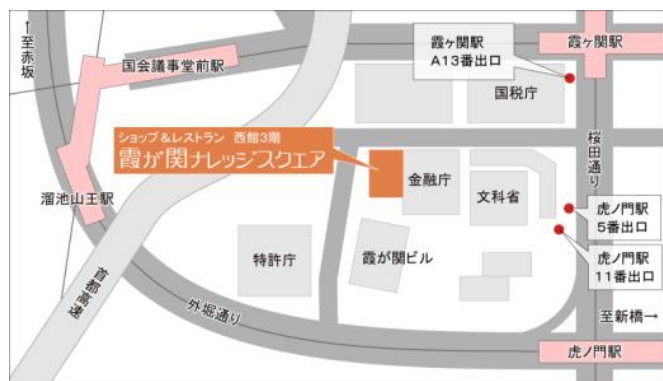 ↑至赤坂
国会議事堂前駅
霞ヶ関駅
A13番出口
霞ヶ関駅
国税庁
ショップ&レストラン 西館3階
霞が関ナレッジスクエア
桜田通り
金融庁
文科省
溜池山王駅
虎ノ門駅
5番出口
特許庁
霞が関ビル
虎ノ門駅
11番出口
首都高速
外堀通り
至新橋→
虎ノ門駅